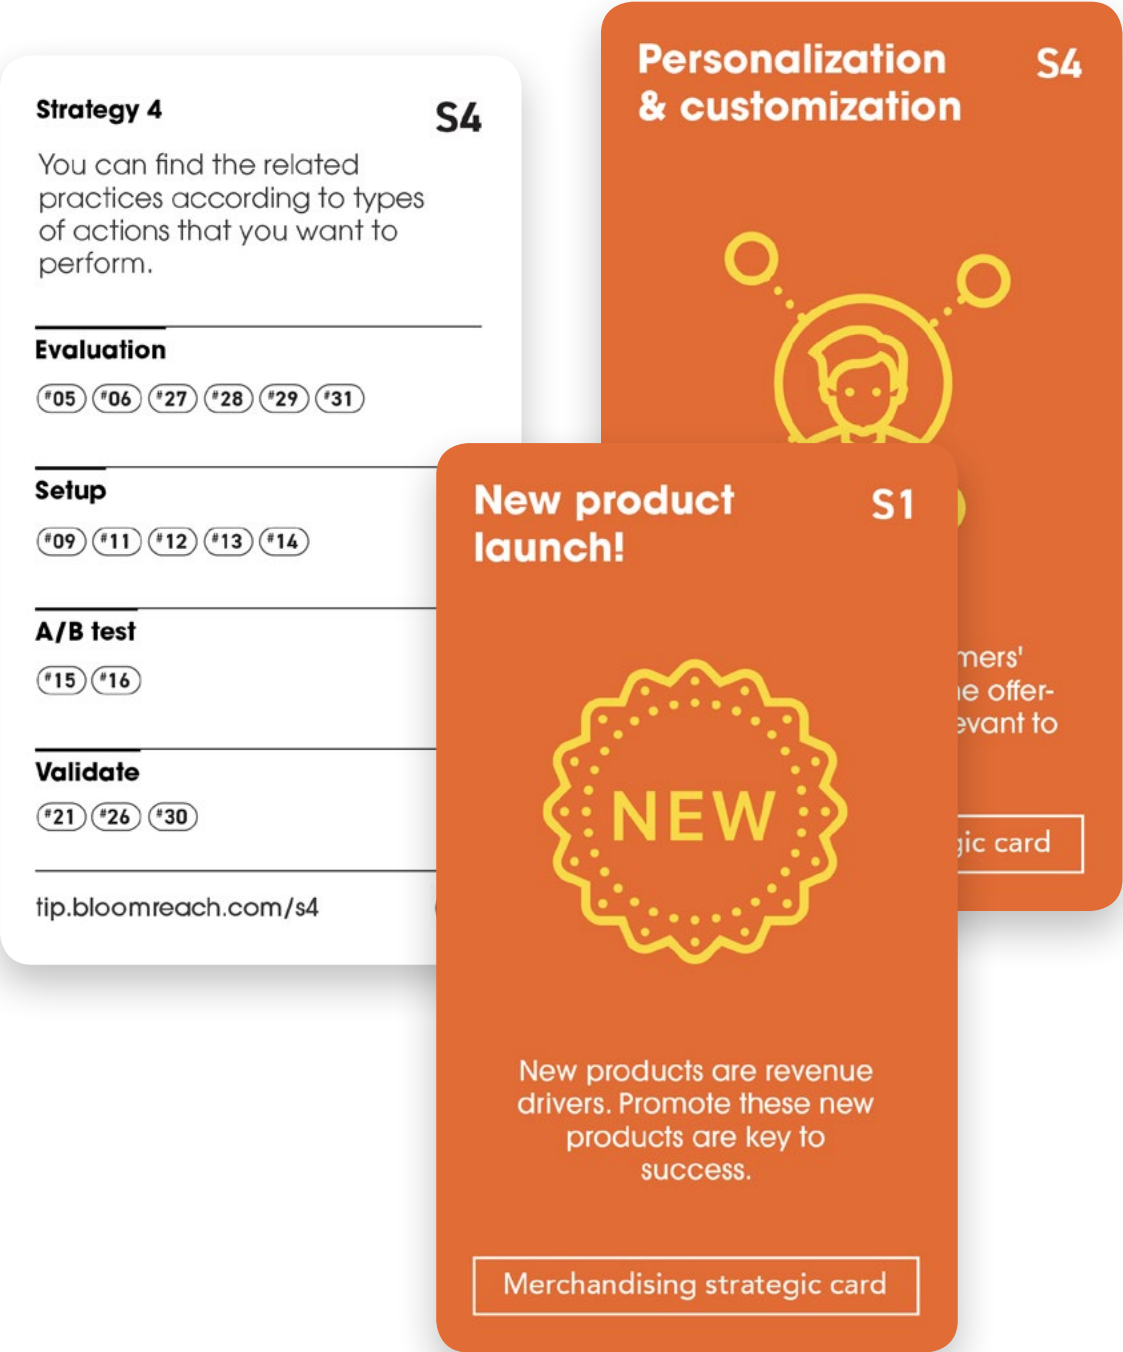 Strategy 4
S4
You can find the related
practices according to types
of actions that you want to
perform.
Evaluation
#05 #06 #27 #28 #29 #31
Setup
#09 #11 #12 #13 #14
A/B test
#15 #16
Validate
#21 #26 #30
tip.bloomreach.com/s4
Personalization
& customization
S4
offer-
to
card
New product
launch!
S1
NEW
New products are revenue
drivers. Promote these new
products are key to
success.
Merchandising strategic card